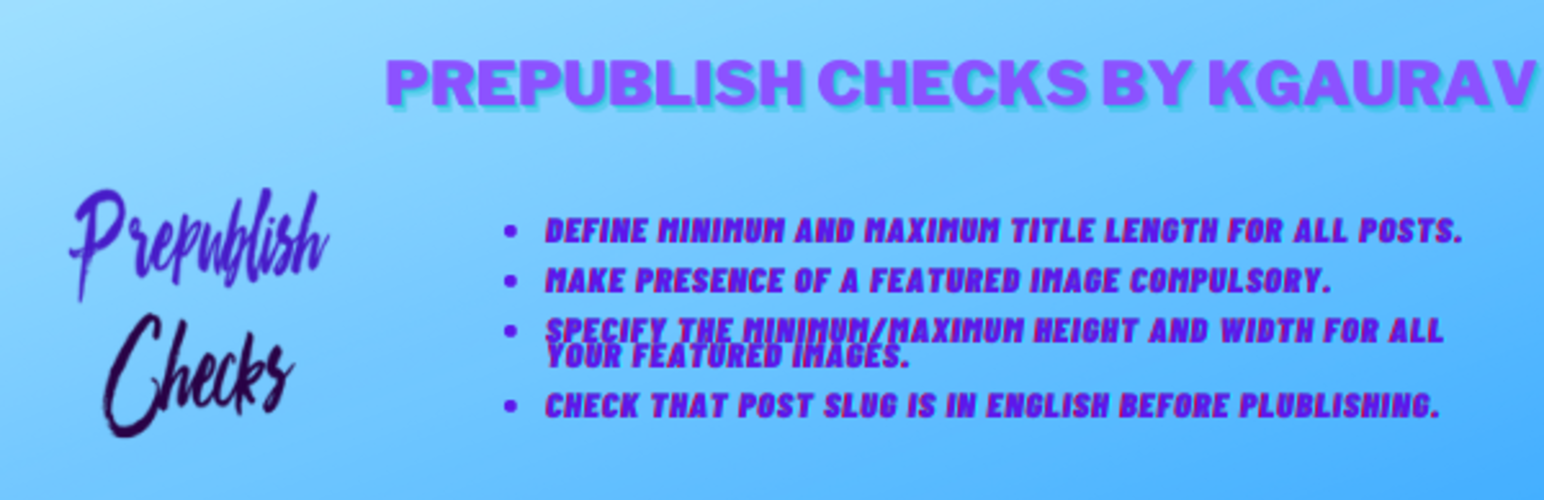 PREPUBLISH CHECKS BY KGAURAV
Prepublish
Checks
• DEFINE MINIMUM AND MAXIMUM TITLE LENGTH FOR ALL POSTS.
• MAKE PRESENCE OF A FEATURED IMAGE COMPULSORY.
• SPECIFY THE MINIMUM/MAXIMUM HEIGHT AND WIDTH FOR ALL
YOUR FEATURED IMAGES.
• CHECK THAT POST SLUG IS IN ENGLISH BEFORE PLUBLISHING.